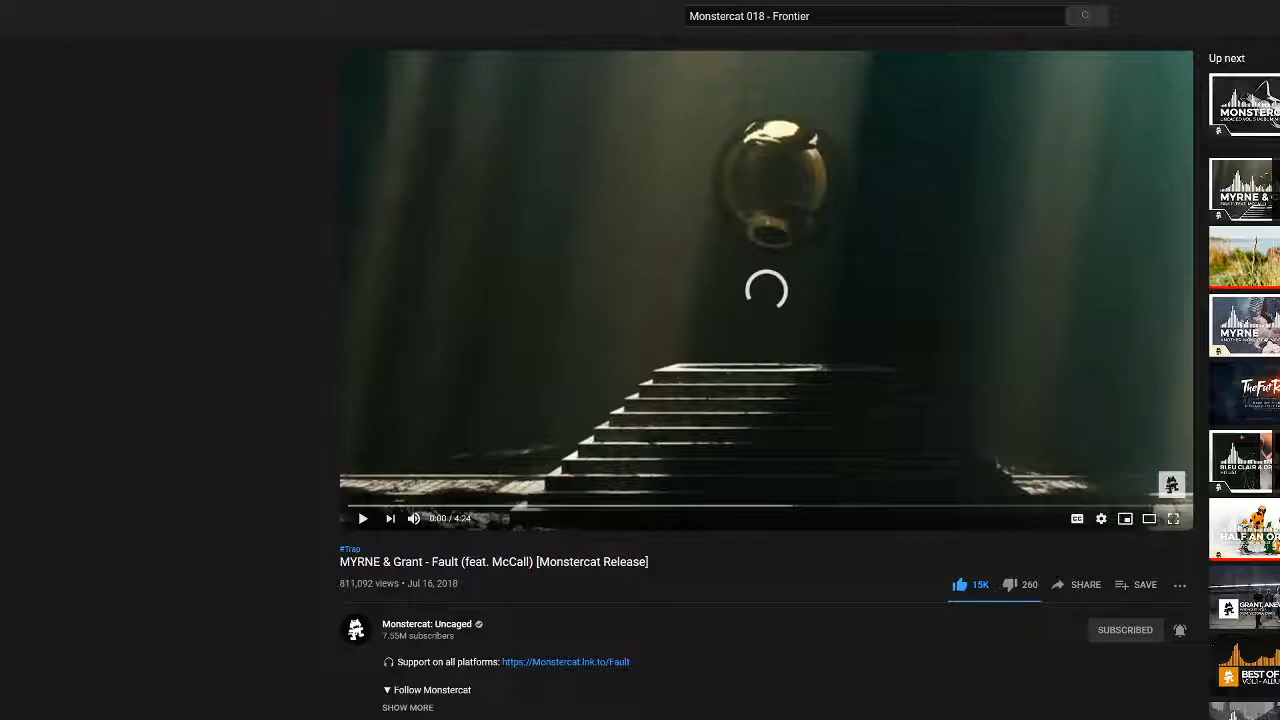 Monstercat 018 - Frontier
Up next
MONSTERC
MYRNE &
MYRNE
BLEU CLAIR & DR
HALF AN OR
GRANT, ANEV
BEST OF
0:00 / 4:24
CC
#Trap
MYRNE & Grant - Fault (feat. McCall) [Monstercat Release]
811,092 views • Jul 16, 2018
15K
260
SHARE
SAVE
Monstercat: Uncaged
7.55M subscribers
SUBSCRIBED
Support on all platforms: https://Monstercat.lnk.to/Fault
▼ Follow Monstercat
SHOW MORE